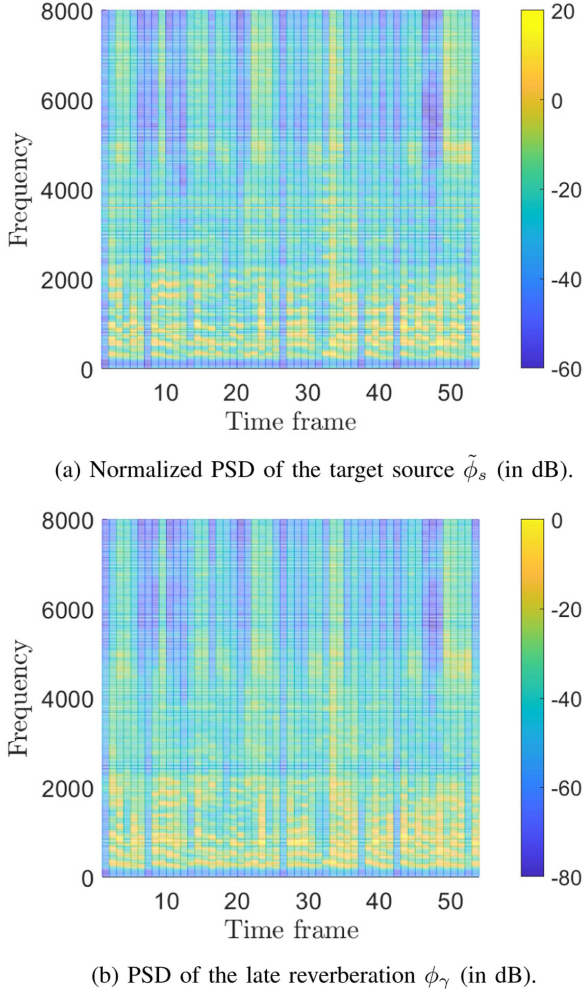 8000
6000
4000
2000
0
Frequency
10 20 30 40 50
Time frame
20
0
-20
-40
-60
(a) Normalized PSD of the target source ϕ̃ₛ (in dB).
8000
6000
4000
2000
0
Frequency
10 20 30 40 50
Time frame
0
-20
-40
-60
-80
(b) PSD of the late reverberation ϕᵧ (in dB).